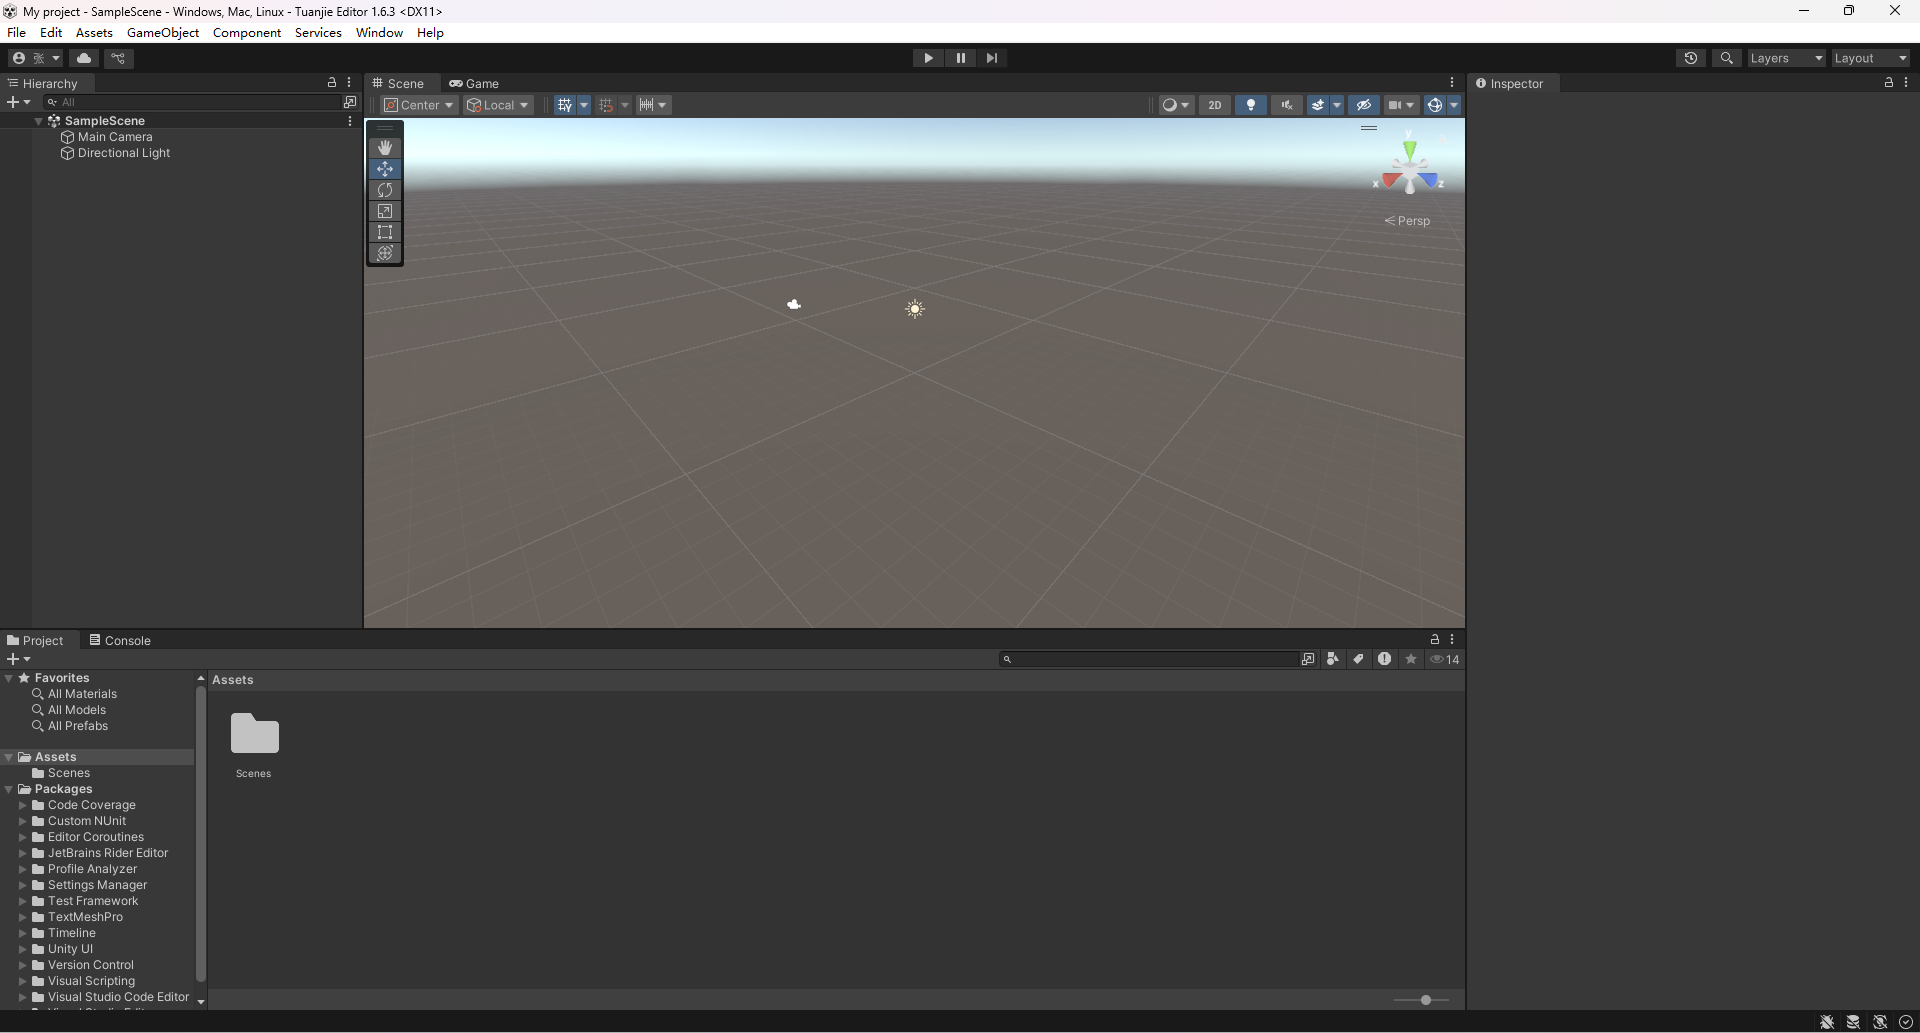 My project - SampleScene - Windows, Mac, Linux - Tuanjie Editor 1.6.3 <DX11>
File Edit Assets GameObject Component Services Window Help
Layers Layout
Hierarchy
All
SampleScene
Main Camera
Directional Light
Scene Game
Center Local 2D
y
x z
Persp
Inspector
Project Console
14
Favorites
All Materials
All Models
All Prefabs
Assets
Scenes
Packages
Code Coverage
Custom NUnit
Editor Coroutines
JetBrains Rider Editor
Profile Analyzer
Settings Manager
Test Framework
TextMeshPro
Timeline
Unity UI
Version Control
Visual Scripting
Visual Studio Code Editor
Assets
Scenes